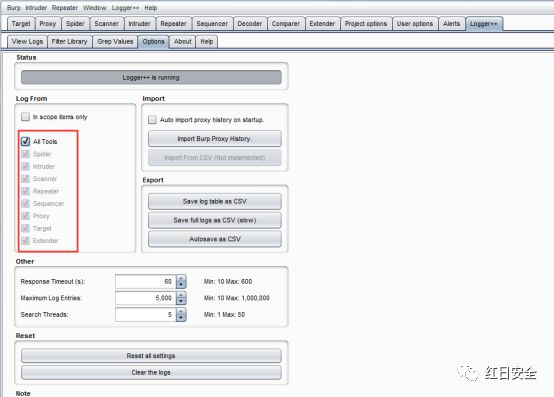 Burp Intruder Repeater Window Logger++ Help
Target Proxy Spider Scanner Intruder Repeater Sequencer Decoder Comparer Extender Project options User options Alerts Logger++
View Logs Filter Library Grep Values Options About Help
Status
Logger++ is running
Log From
In scope items only
All Tools
Spider
Intruder
Scanner
Repeater
Sequencer
Proxy
Target
Extender
Import
Auto import proxy history on startup.
Import Burp Proxy History.
Import From CSV (Not implemented)
Export
Save log table as CSV
Save full logs as CSV (slow)
Autosave as CSV
Other
Response Timeout (s): 60 Min: 10 Max: 600
Maximum Log Entries: 5,000 Min: 10 Max: 1,000,000
Search Threads: 5 Min: 1 Max: 50
Reset
Reset all settings
Clear the logs
Note
红日安全